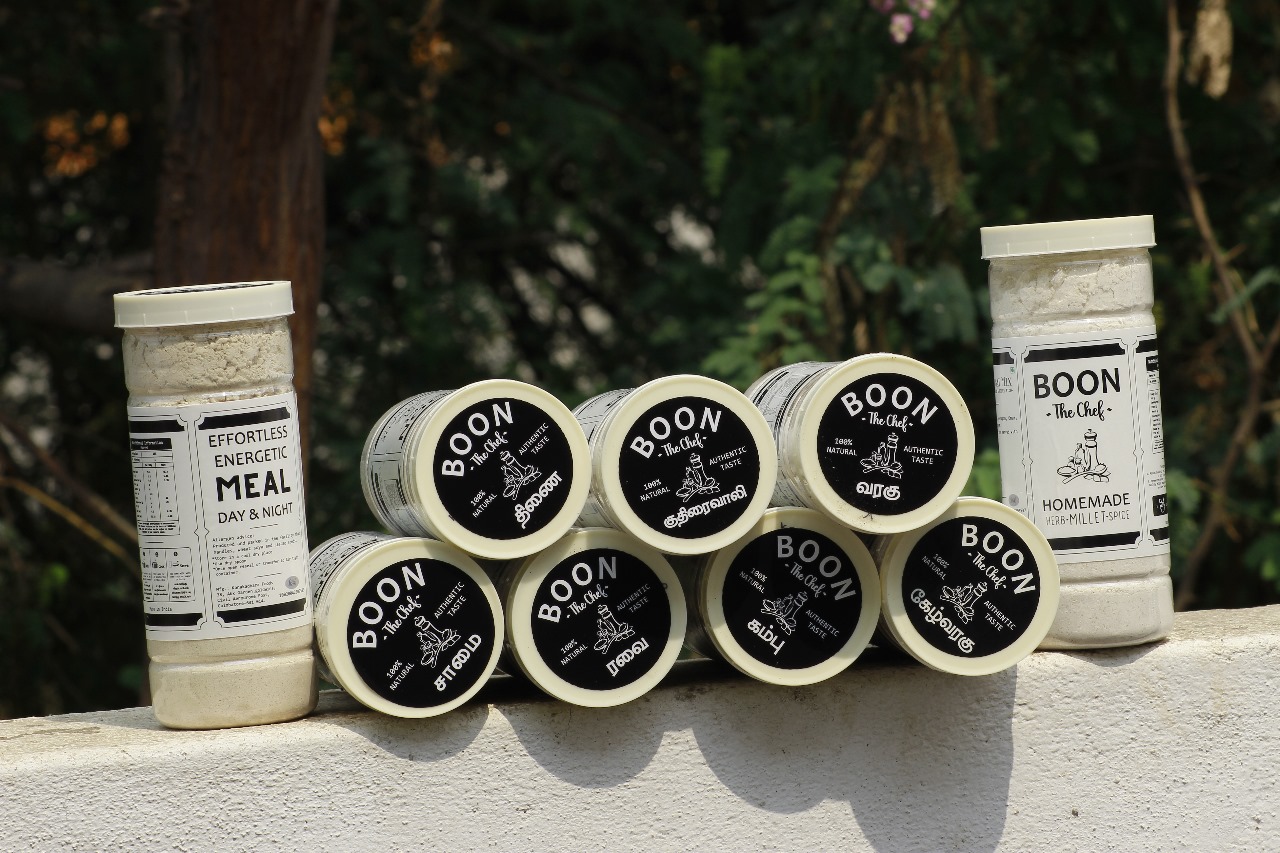 EFFORTLESS
ENERGETIC
MEAL
DAY & NIGHT
Allergen advice:
BOON
-The Chef-
100% NATURAL
AUTHENTIC TASTE
திணை
BOON
-The Chef-
100% NATURAL
AUTHENTIC TASTE
குதிரைவாலி
BOON
-The Chef-
100% NATURAL
AUTHENTIC TASTE
வரகு
BOON
-The Chef-
100% NATURAL
AUTHENTIC TASTE
சாமை
BOON
-The Chef-
100% NATURAL
AUTHENTIC TASTE
ரவை
BOON
-The Chef-
100% NATURAL
AUTHENTIC TASTE
கம்பு
BOON
-The Chef-
100% NATURAL
AUTHENTIC TASTE
கேழ்வரகு
BOON
-The Chef-
HOMEMADE
HERB-MILLET-SPICE